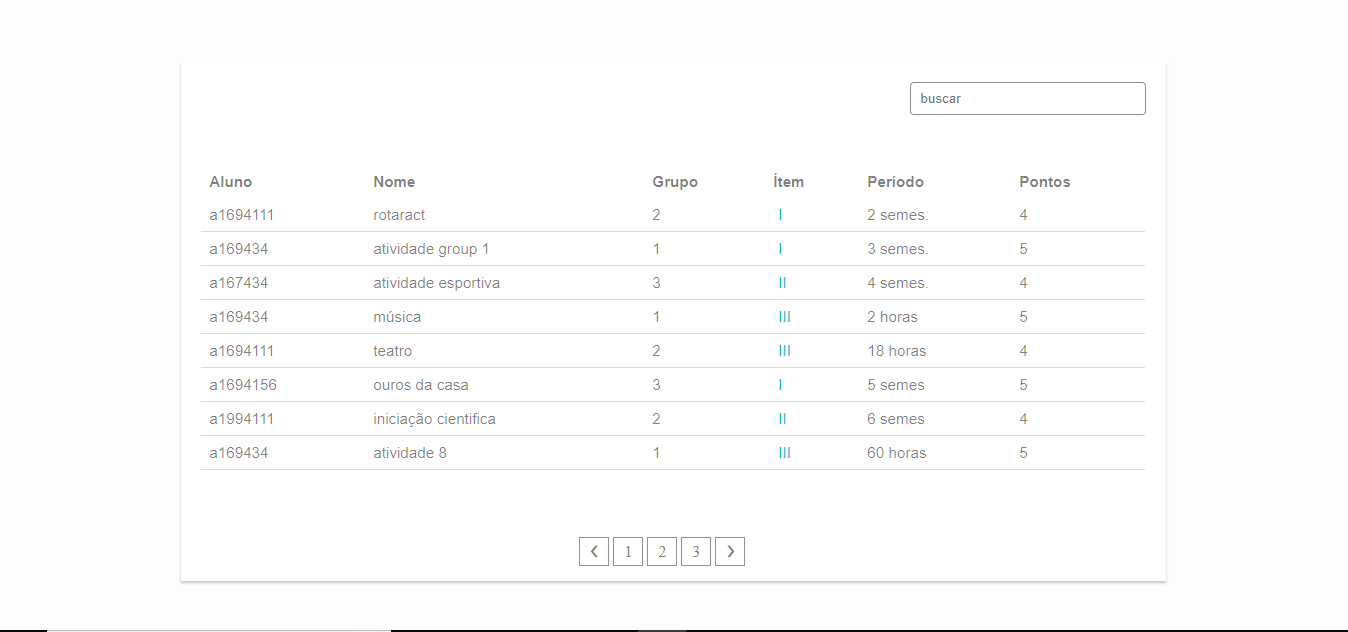 buscar
Aluno Nome Grupo Ítem Período Pontos
a1694111 rotaract 2 I 2 semes. 4
a169434 atividade group 1 1 I 3 semes. 5
a167434 atividade esportiva 3 II 4 semes. 4
a169434 música 1 III 2 horas 5
a1694111 teatro 2 III 18 horas 4
a1694156 ouros da casa 3 I 5 semes 5
a1994111 iniciação cientifica 2 II 6 semes 4
a169434 atividade 8 1 III 60 horas 5
‹ 1 2 3 ›